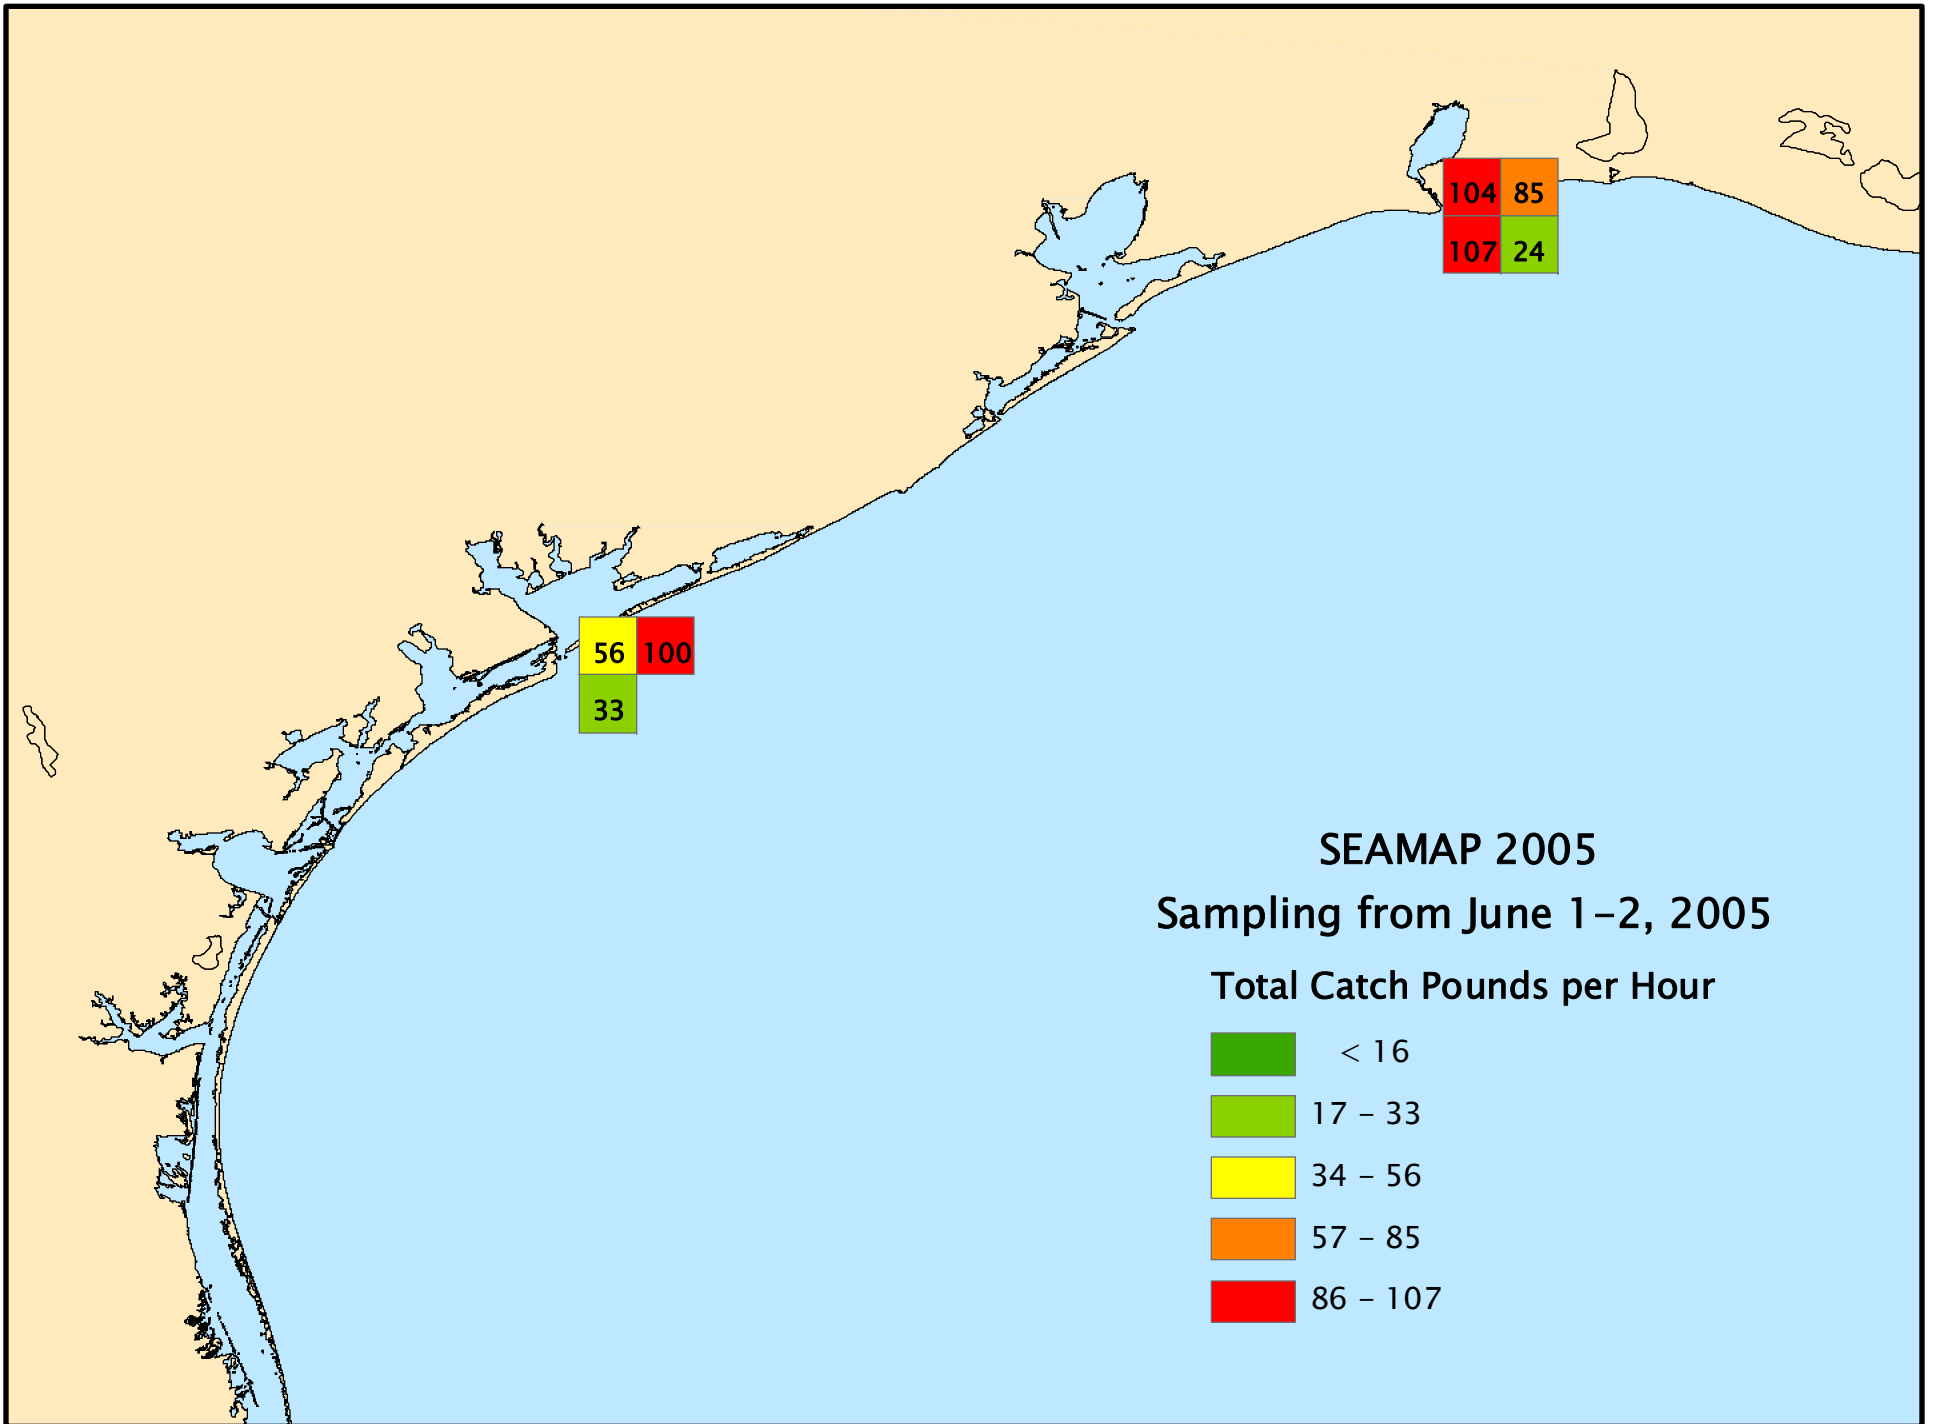 104 85
107 24
56 100
33
SEAMAP 2005
Sampling from June 1-2, 2005
Total Catch Pounds per Hour
< 16
17 - 33
34 - 56
57 - 85
86 - 107